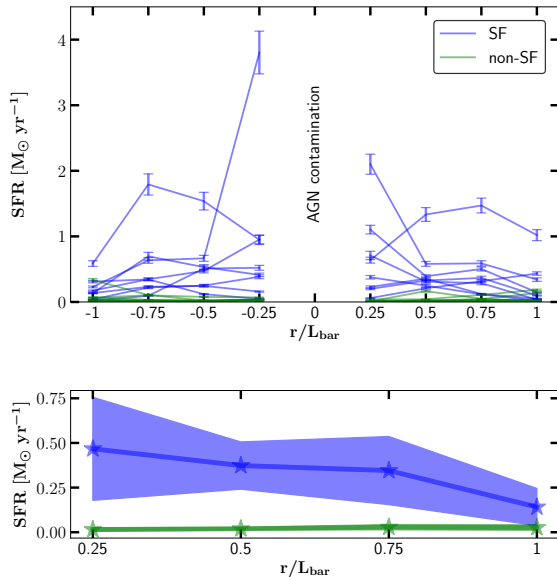 SFR [M⊙ yr⁻¹]
4
3
2
1
0
SF
non-SF
AGN contamination
-1 -0.75 -0.5 -0.25 0 0.25 0.5 0.75 1
r/L_bar
SFR [M⊙ yr⁻¹]
0.75
0.50
0.25
0.00
0.25 0.5 0.75 1
r/L_bar